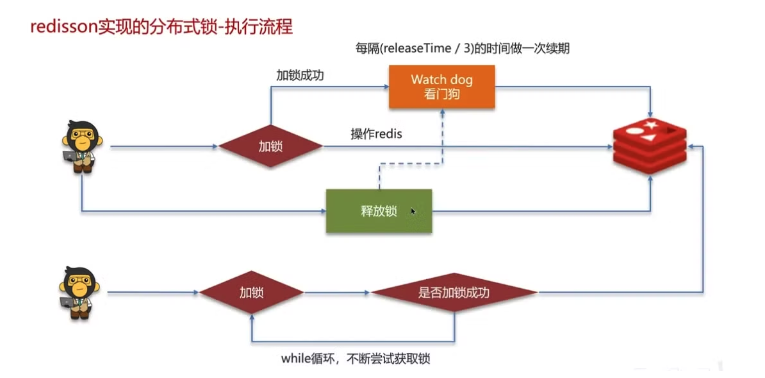 redisson实现的分布式锁-执行流程
每隔(releaseTime / 3)的时间做一次续期
加锁成功
Watch dog
看门狗
加锁
操作redis
释放锁
加锁
是否加锁成功
while循环，不断尝试获取锁